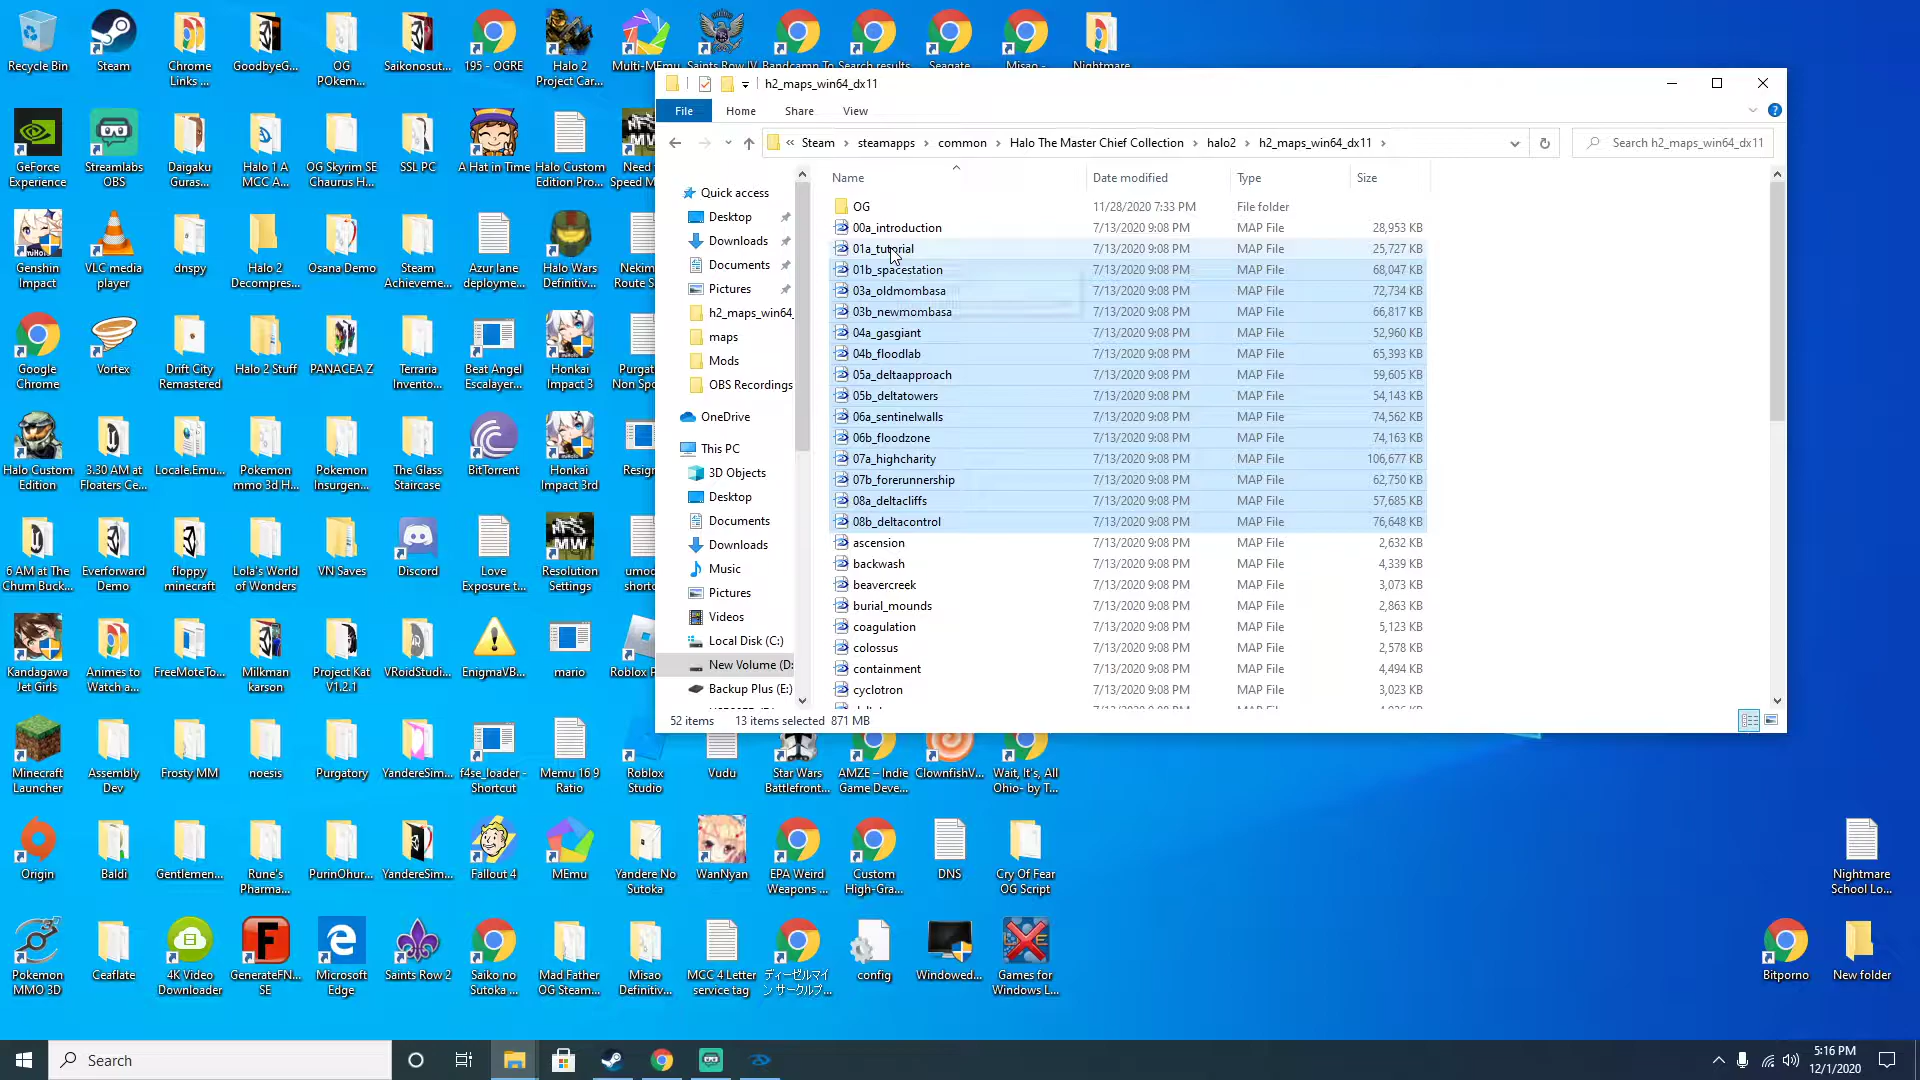 Recycle Bin
Steam
Chrome
Links ...
GoodbyeG...
OG
POkem...
Saikonosut...
195 - OGRE
Halo 2
Project Car...
Multi-MEmu
Saints Row IV
Bandcamp To
Search results
Seagate
Misao -
Nightmare
GeForce
Experience
Streamlabs
OBS
Daigaku
Guras...
Halo 1 A
MCC A...
OG Skyrim SE
Chaurus H...
SSL PC
A Hat in Time
Halo Custom
Edition Pro...
Need
Speed M
Genshin
Impact
VLC media
player
dnspy
Halo 2
Decompres...
Osana Demo
Steam
Achieveme...
Azur lane
deployme...
Halo Wars
Definitiv...
Nekim
Route S
Google
Chrome
Vortex
Drift City
Remastered
Halo 2 Stuff
PANACEA Z
Terraria
Invento...
Beat Angel
Escalayer...
Honkai
Impact 3
Purgat
Non Spo
Halo Custom
Edition
3.30 AM at
Floaters Ce...
Locale.Emu...
Pokemon
mmo 3d H...
Pokemon
Insurgen...
The Glass
Staircase
BitTorrent
Honkai
Impact 3rd
Resign
6 AM at The
Chum Buck...
Everforward
Demo
floppy
minecraft
Lola's World
of Wonders
VN Saves
Discord
Love
Exposure t...
Resolution
Settings
umod
shorto
Kandagawa
Jet Girls
Animes to
Watch a...
FreeMoteTo...
Milkman
karson
Project Kat
V1.2.1
VRoidStudi...
EnigmaVB...
mario
Roblox P
Minecraft
Launcher
Assembly
Dev
Frosty MM
noesis
Purgatory
YandereSim...
f4se_loader -
Shortcut
Memu 16 9
Ratio
Roblox
Studio
Vudu
Star Wars
Battlefront...
AMZE – Indie
Game Deve...
ClownfishV...
Wait, It's, All
Ohio- by T...
Origin
Baldi
Gentlemen...
Rune's
Pharma...
PurinOhur...
YandereSim...
Fallout 4
MEmu
Yandere No
Sutoka
WanNyan
EPA Weird
Weapons ...
Custom
High-Gra...
DNS
Cry Of Fear
OG Script
Nightmare
School Lo...
Pokemon
MMO 3D
Ceaflate
4K Video
Downloader
GenerateFN...
SE
Microsoft
Edge
Saints Row 2
Saiko no
Sutoka ...
Mad Father
OG Steam...
Misao
Definitiv...
MCC 4 Letter
service tag
ディーゼルマイ
ン サークルプ...
config
Windowed...
Games for
Windows L...
Bitporno
New folder
h2_maps_win64_dx11
File
Home
Share
View
« Steam › steamapps › common › Halo The Master Chief Collection › halo2 › h2_maps_win64_dx11 ›
Search h2_maps_win64_dx11
Quick access
Desktop
Downloads
Documents
Pictures
h2_maps_win64_
maps
Mods
OBS Recordings
OneDrive
This PC
3D Objects
Desktop
Documents
Downloads
Music
Pictures
Videos
Local Disk (C:)
New Volume (D:
Backup Plus (E:)
Name Date modified Type Size
OG 11/28/2020 7:33 PM File folder
00a_introduction 7/13/2020 9:08 PM MAP File 28,953 KB
01a_tutorial 7/13/2020 9:08 PM MAP File 25,727 KB
01b_spacestation 7/13/2020 9:08 PM MAP File 68,047 KB
03a_oldmombasa 7/13/2020 9:08 PM MAP File 72,734 KB
03b_newmombasa 7/13/2020 9:08 PM MAP File 66,817 KB
04a_gasgiant 7/13/2020 9:08 PM MAP File 52,960 KB
04b_floodlab 7/13/2020 9:08 PM MAP File 65,393 KB
05a_deltaapproach 7/13/2020 9:08 PM MAP File 59,605 KB
05b_deltatowers 7/13/2020 9:08 PM MAP File 54,143 KB
06a_sentinelwalls 7/13/2020 9:08 PM MAP File 74,562 KB
06b_floodzone 7/13/2020 9:08 PM MAP File 74,163 KB
07a_highcharity 7/13/2020 9:08 PM MAP File 106,677 KB
07b_forerunnership 7/13/2020 9:08 PM MAP File 62,750 KB
08a_deltacliffs 7/13/2020 9:08 PM MAP File 57,685 KB
08b_deltacontrol 7/13/2020 9:08 PM MAP File 76,648 KB
ascension 7/13/2020 9:08 PM MAP File 2,632 KB
backwash 7/13/2020 9:08 PM MAP File 4,339 KB
beavercreek 7/13/2020 9:08 PM MAP File 3,073 KB
burial_mounds 7/13/2020 9:08 PM MAP File 2,863 KB
coagulation 7/13/2020 9:08 PM MAP File 5,123 KB
colossus 7/13/2020 9:08 PM MAP File 2,578 KB
containment 7/13/2020 9:08 PM MAP File 4,494 KB
cyclotron 7/13/2020 9:08 PM MAP File 3,023 KB
52 items 13 items selected 871 MB
Search
5:16 PM
12/1/2020